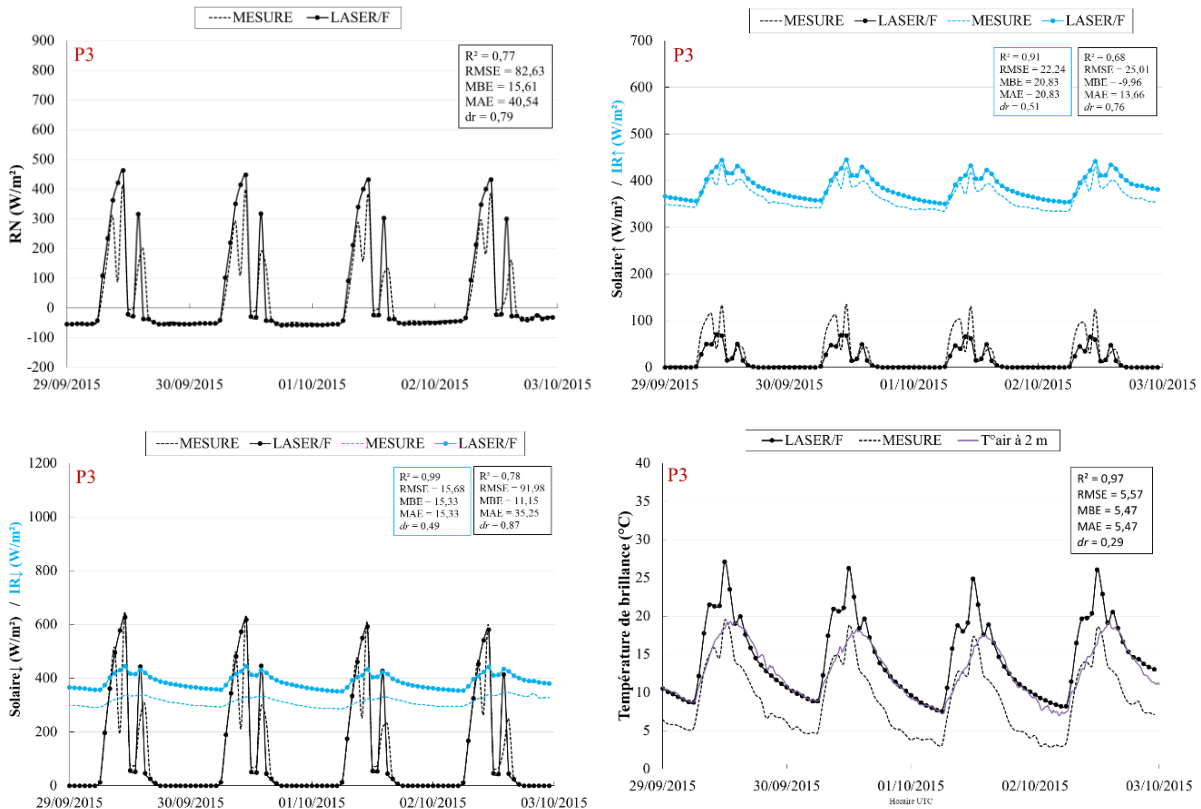 MESURE LASER/F
P3
R² = 0,77
RMSE = 82,63
MBE = 15,61
MAE = 40,54
dr = 0,79
RN (W/m²)
900
800
700
600
500
400
300
200
100
0
-100
-200
29/09/2015 30/09/2015 01/10/2015 02/10/2015 03/10/2015
MESURE LASER/F MESURE LASER/F
P3
R² = 0,91
RMSE = 22,24
MBE = 20,83
MAE = 20,83
dr = 0,51
R² = 0,68
RMSE = 25,01
MBE = -9,96
MAE = 13,66
dr = 0,76
Solaire↑ (W/m²) / IR↑ (W/m²)
700
600
500
400
300
200
100
0
29/09/2015 30/09/2015 01/10/2015 02/10/2015 03/10/2015
MESURE LASER/F MESURE LASER/F
P3
R² = 0,99
RMSE = 15,68
MBE = 15,33
MAE = 15,33
dr = 0,49
R² = 0,78
RMSE = 91,98
MBE = 11,15
MAE = 35,25
dr = 0,87
Solaire↓ (W/m²) / IR↓ (W/m²)
1200
1000
800
600
400
200
0
29/09/2015 30/09/2015 01/10/2015 02/10/2015 03/10/2015
LASER/F MESURE T°air à 2 m
P3
R² = 0,97
RMSE = 5,57
MBE = 5,47
MAE = 5,47
dr = 0,29
Température de brillance (°C)
40
35
30
25
20
15
10
5
0
29/09/2015 30/09/2015 01/10/2015 02/10/2015 03/10/2015
Horaire UTC